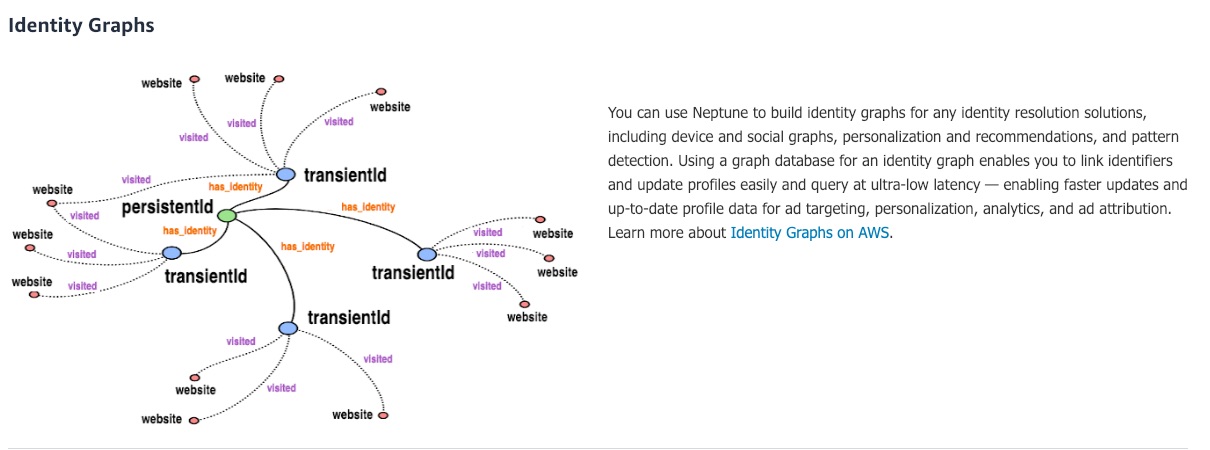 Identity Graphs
website
website
website
visited
visited
visited
transientId
visited
has_identity
website
persistentId
has_identity
visited
has_identity
website
visited
has_identity
transientId
website
visited
transientId
visited
website
visited
website
visited
website
transientId
visited
visited
website
visited
website
website
You can use Neptune to build identity graphs for any identity resolution solutions,
including device and social graphs, personalization and recommendations, and pattern
detection. Using a graph database for an identity graph enables you to link identifiers
and update profiles easily and query at ultra-low latency — enabling faster updates and
up-to-date profile data for ad targeting, personalization, analytics, and ad attribution.
Learn more about Identity Graphs on AWS.